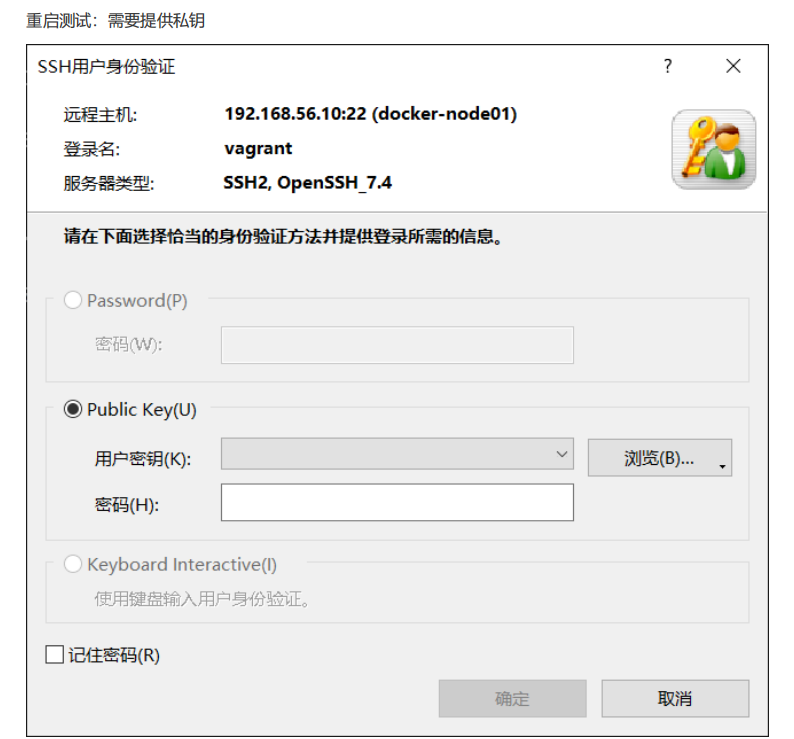 重启测试：需要提供私钥
SSH用户身份验证
远程主机: 192.168.56.10:22 (docker-node01)
登录名: vagrant
服务器类型: SSH2, OpenSSH_7.4
请在下面选择恰当的身份验证方法并提供登录所需的信息。
Password(P)
密码(W):
Public Key(U)
用户密钥(K): 浏览(B)...
密码(H):
Keyboard Interactive(I)
使用键盘输入用户身份验证。
记住密码(R)
确定 取消